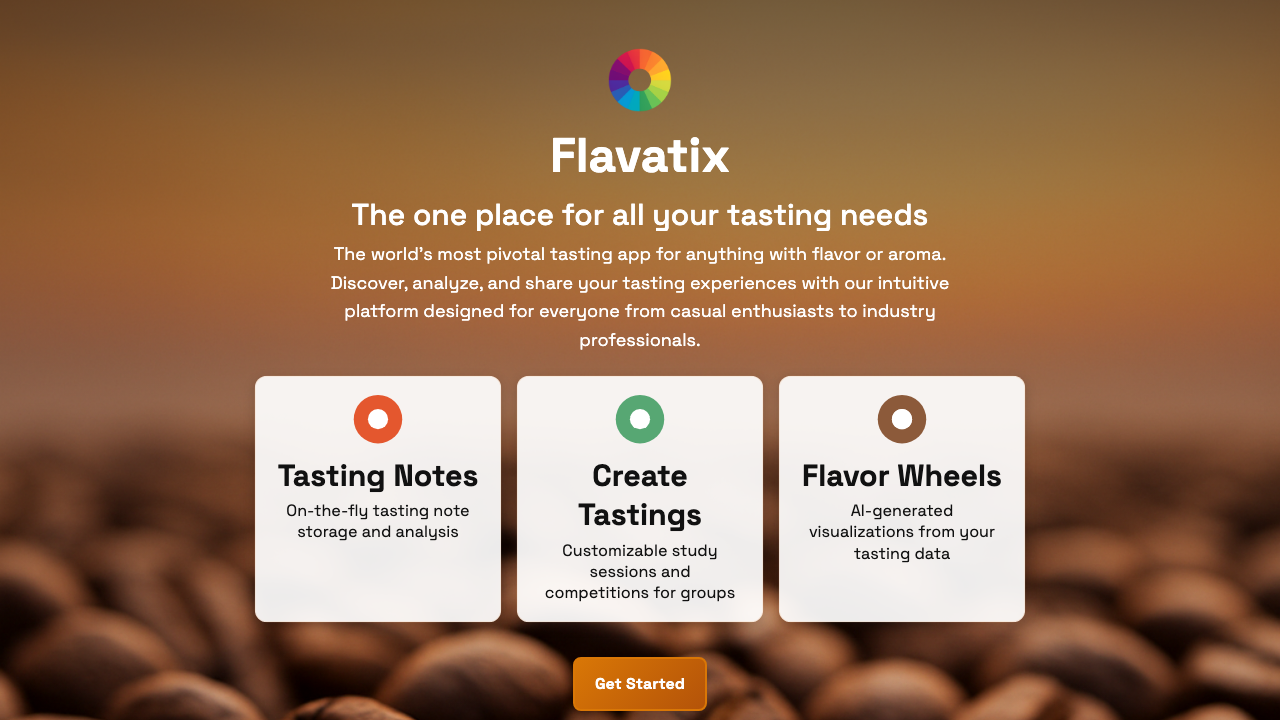 Flavatix
The one place for all your tasting needs
The world's most pivotal tasting app for anything with flavor or aroma.
Discover, analyze, and share your tasting experiences with our intuitive
platform designed for everyone from casual enthusiasts to industry
professionals.
Tasting Notes
On-the-fly tasting note
storage and analysis
Create
Tastings
Customizable study
sessions and
competitions for groups
Flavor Wheels
AI-generated
visualizations from your
tasting data
Get Started